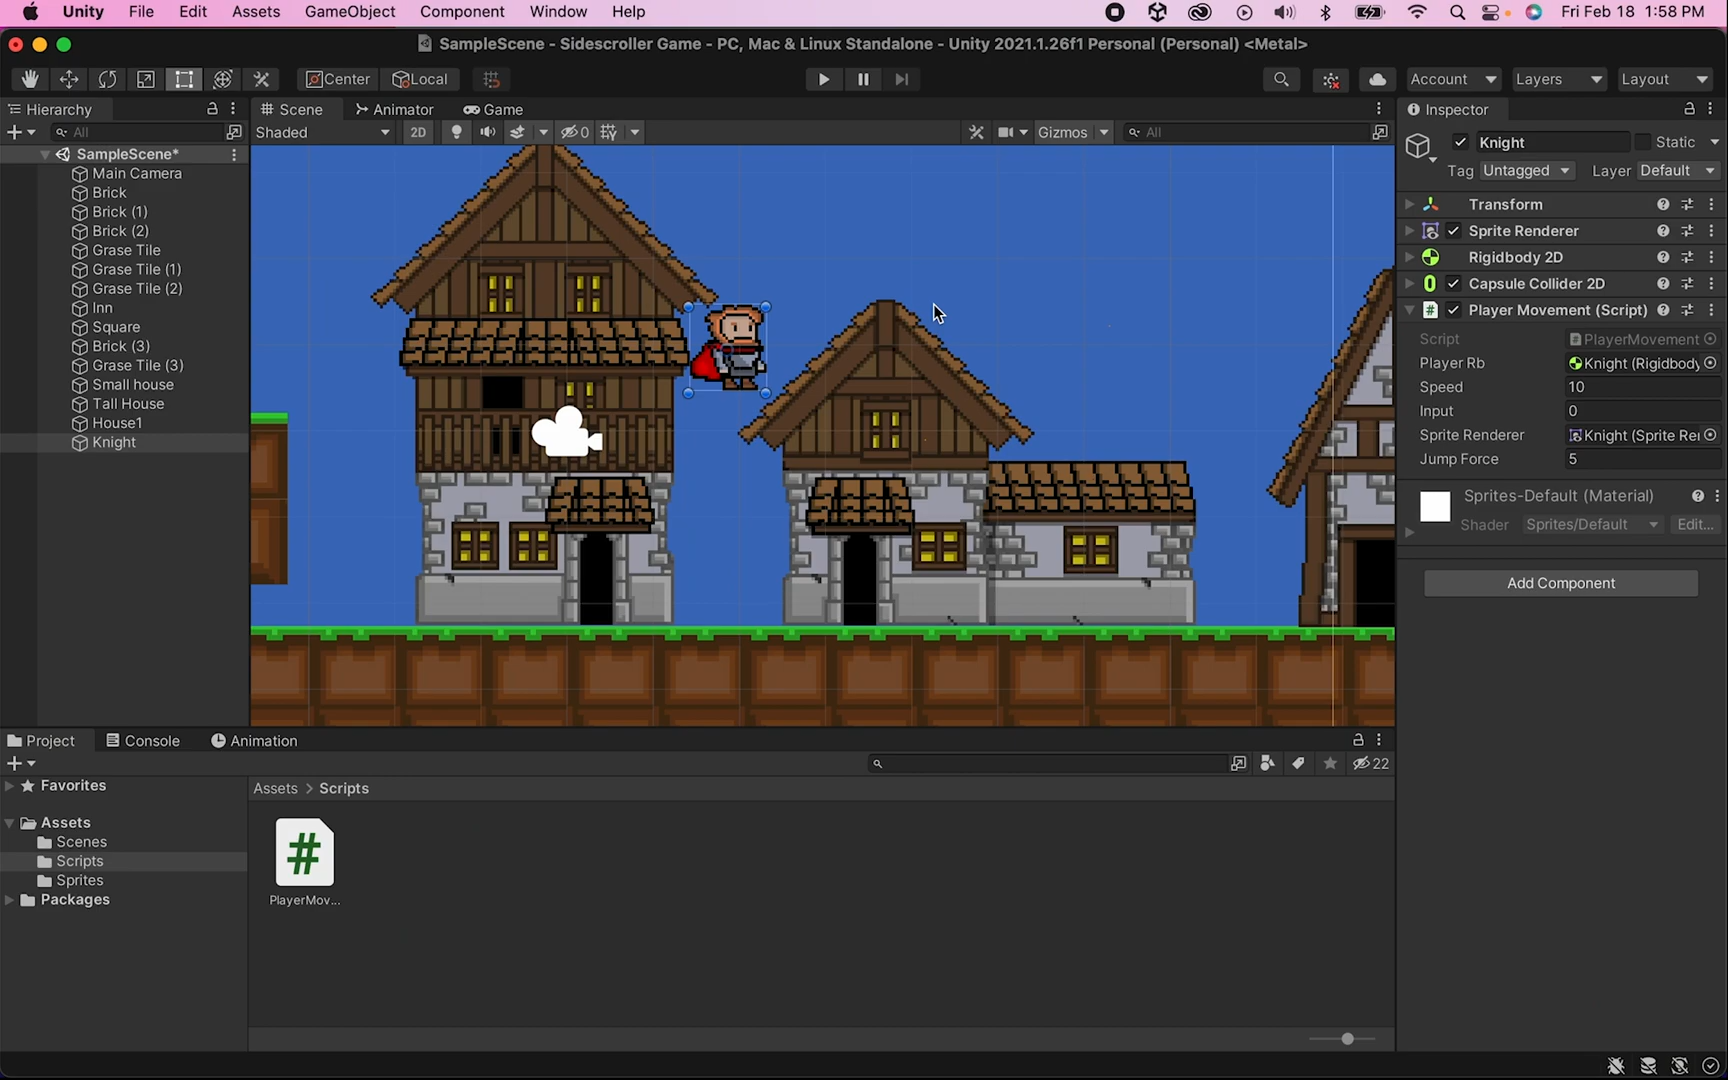 Unity File Edit Assets GameObject Component Window Help Fri Feb 18 1:58 PM
SampleScene - Sidescroller Game - PC, Mac & Linux Standalone - Unity 2021.1.26f1 Personal (Personal) <Metal>
Center Local Account Layers Layout
Hierarchy
All
SampleScene*
Main Camera
Brick
Brick (1)
Brick (2)
Grase Tile
Grase Tile (1)
Grase Tile (2)
Inn
Square
Brick (3)
Grase Tile (3)
Small house
Tall House
House1
Knight
Scene Animator Game
Shaded 2D 0 Gizmos All
Inspector
Knight Static
Tag Untagged Layer Default
Transform
Sprite Renderer
Rigidbody 2D
Capsule Collider 2D
Player Movement (Script)
Script PlayerMovement
Player Rb Knight (Rigidbody
Speed 10
Input 0
Sprite Renderer Knight (Sprite Rei
Jump Force 5
Sprites-Default (Material)
Shader Sprites/Default Edit...
Add Component
Project Console Animation
22
Favorites
Assets
Scenes
Scripts
Sprites
Packages
Assets > Scripts
#
PlayerMov...